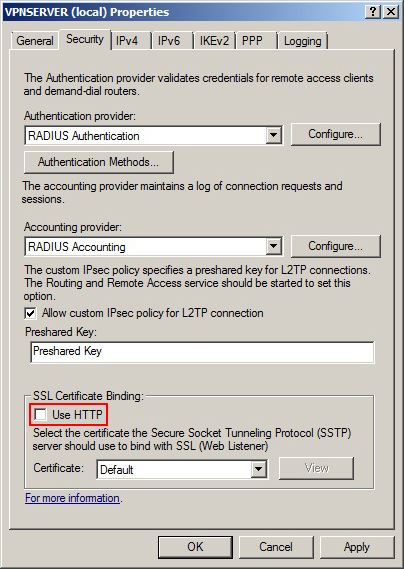 VPNSERVER (local) Properties
General Security IPv4 IPv6 IKEv2 PPP Logging
The Authentication provider validates credentials for remote access clients
and demand-dial routers.
Authentication provider:
RADIUS Authentication Configure...
Authentication Methods...
The accounting provider maintains a log of connection requests and
sessions.
Accounting provider:
RADIUS Accounting Configure...
The custom IPsec policy specifies a preshared key for L2TP connections.
The Routing and Remote Access service should be started to set this
option.
Allow custom IPsec policy for L2TP connection
Preshared Key:
Preshared Key
SSL Certificate Binding:
Use HTTP
Select the certificate the Secure Socket Tunneling Protocol (SSTP)
server should use to bind with SSL (Web Listener)
Certificate: Default View
For more information.
OK Cancel Apply